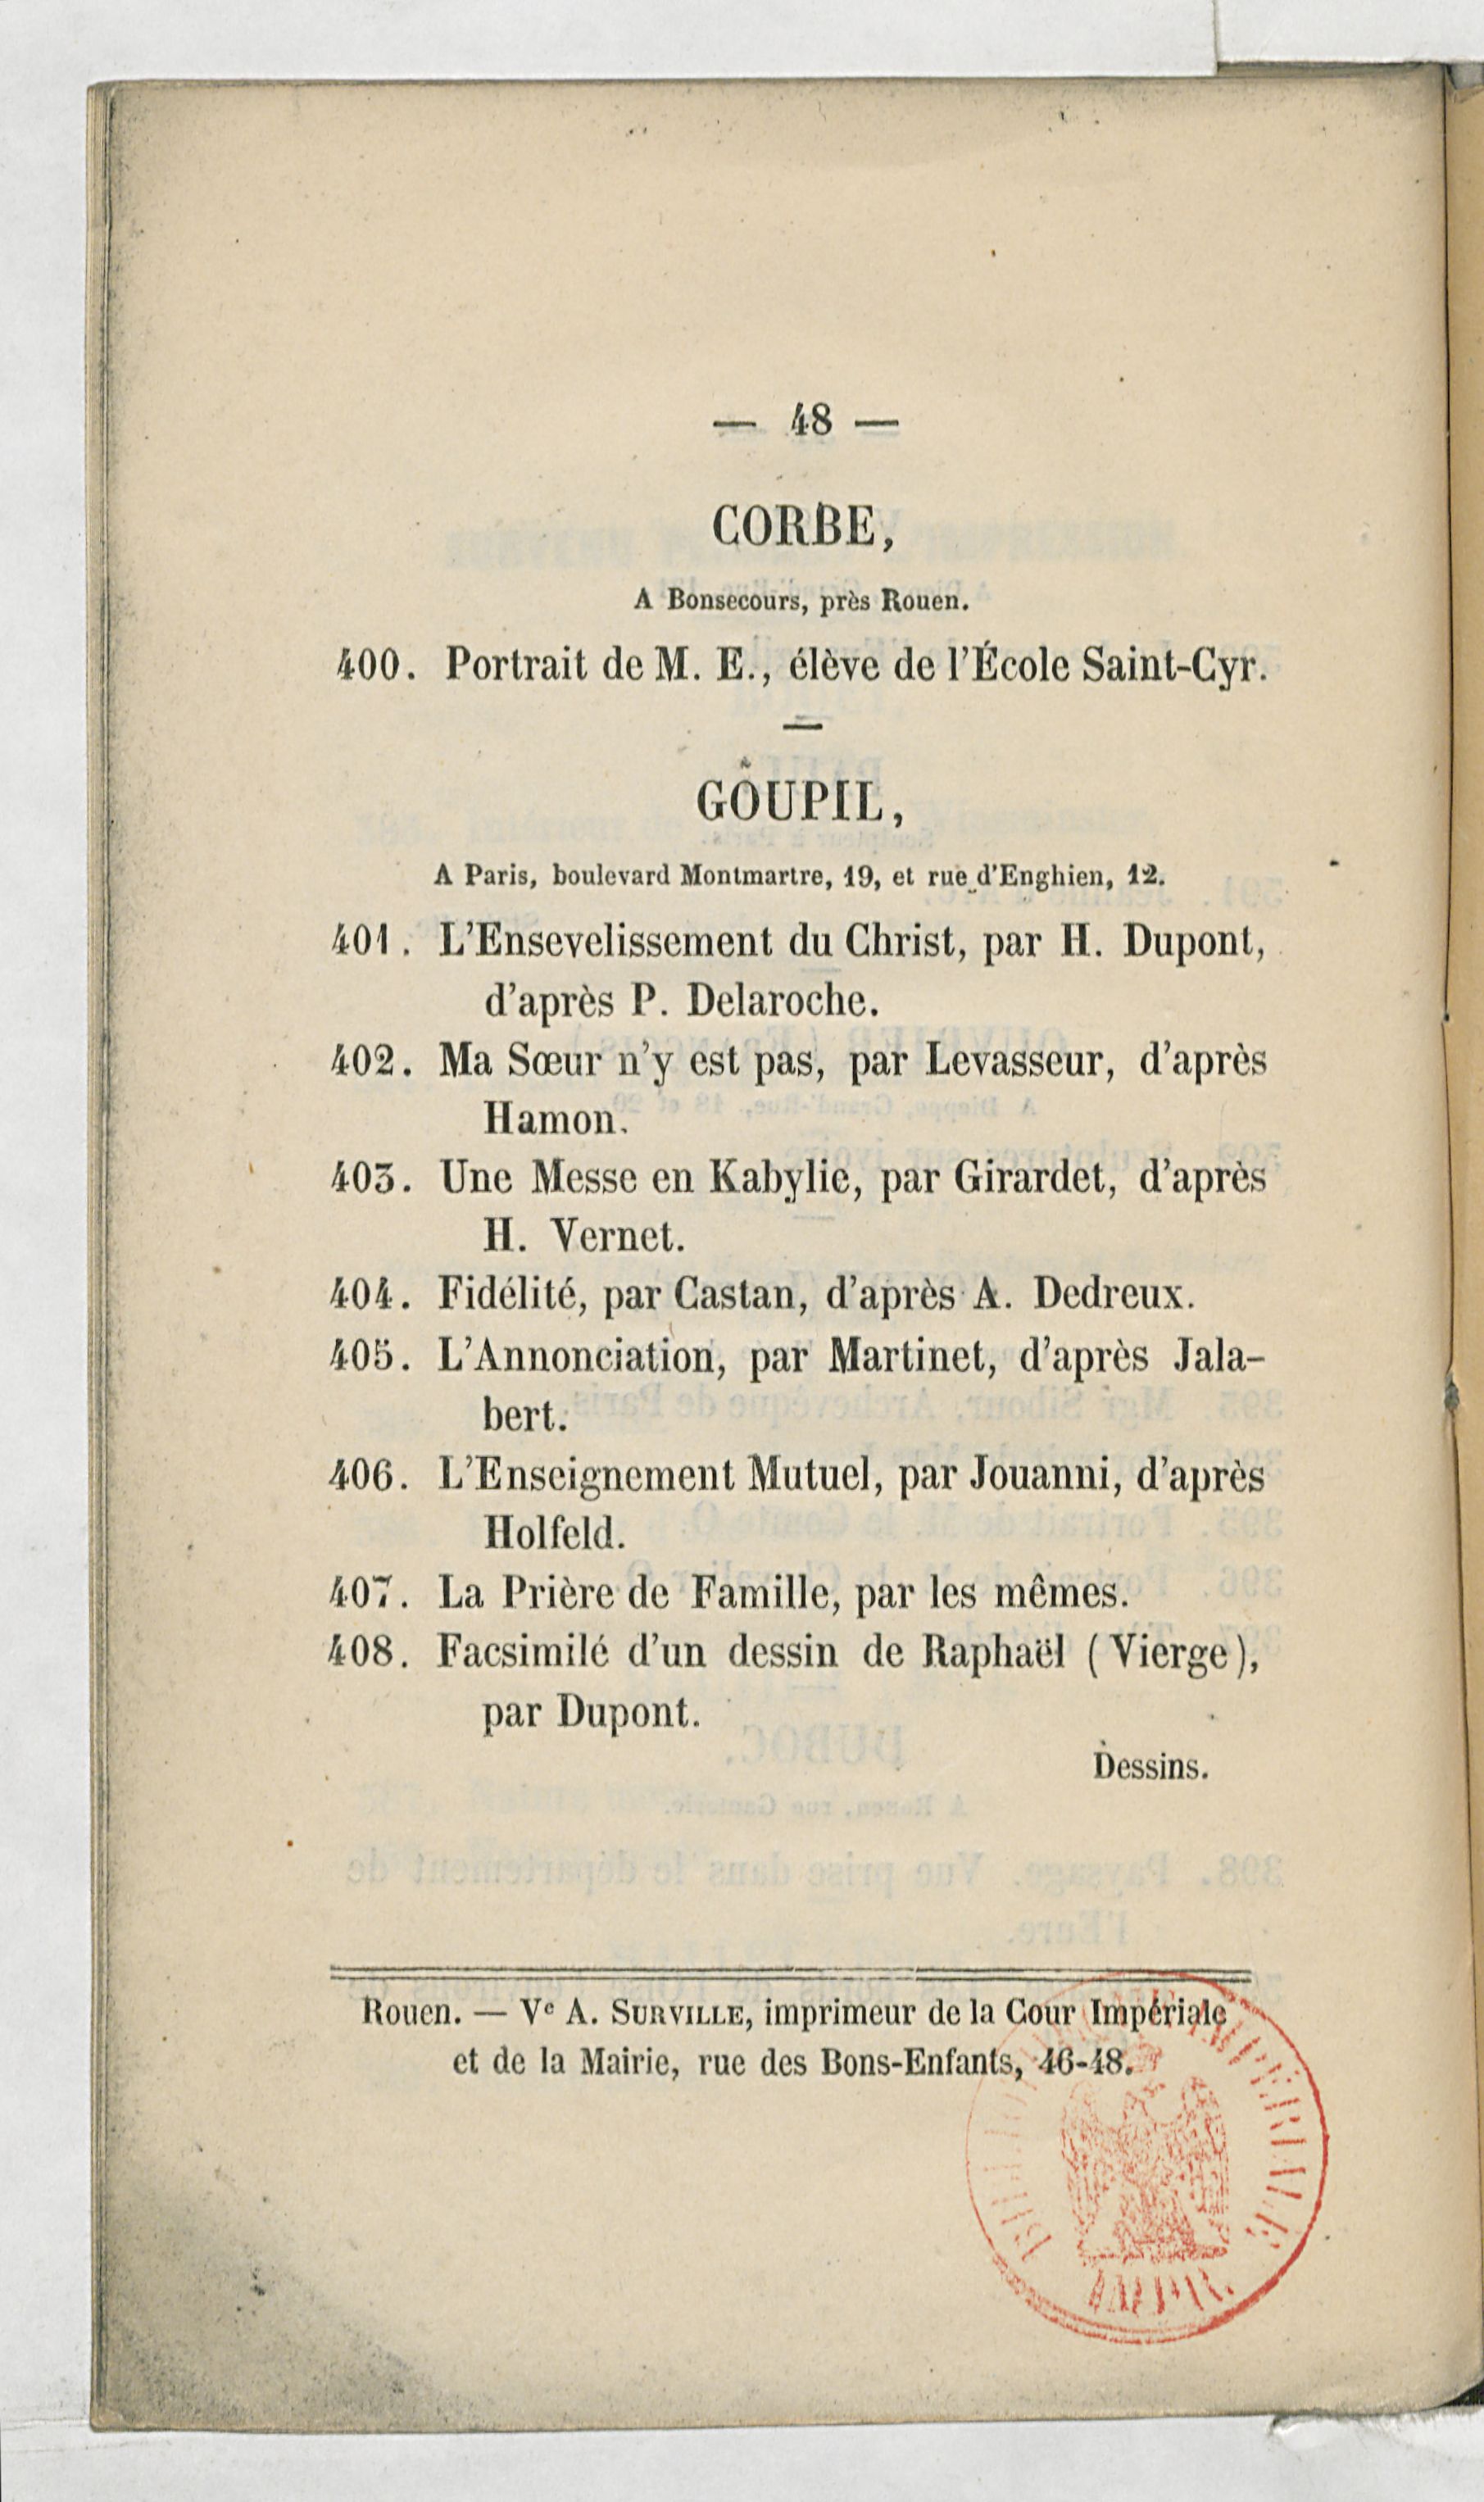 — 48 —
CORBE,
A Bonsecours, près Rouen.
400. Portrait de M. E., élève de l'École Saint-Cyr.
GOUPIL,
A Paris, boulevard Montmartre, 19, et rue d'Enghien, 12.
401. L'Ensevelissement du Christ, par H. Dupont,
d'après P. Delaroche.
402. Ma Sœur n'y est pas, par Levasseur, d'après
Hamon.
403. Une Messe en Kabylie, par Girardet, d'après
H. Vernet.
404. Fidélité, par Castan, d'après A. Dedreux.
405. L'Annonciation, par Martinet, d'après Jala-
bert.
406. L'Enseignement Mutuel, par Jouanni, d'après
Holfeld.
407. La Prière de Famille, par les mêmes.
408. Facsimilé d'un dessin de Raphaël (Vierge),
par Dupont.
Dessins.
Rouen. — Ve A. SURVILLE, imprimeur de la Cour Impériale
et de la Mairie, rue des Bons-Enfants, 46-48.
IMPÉRIALE